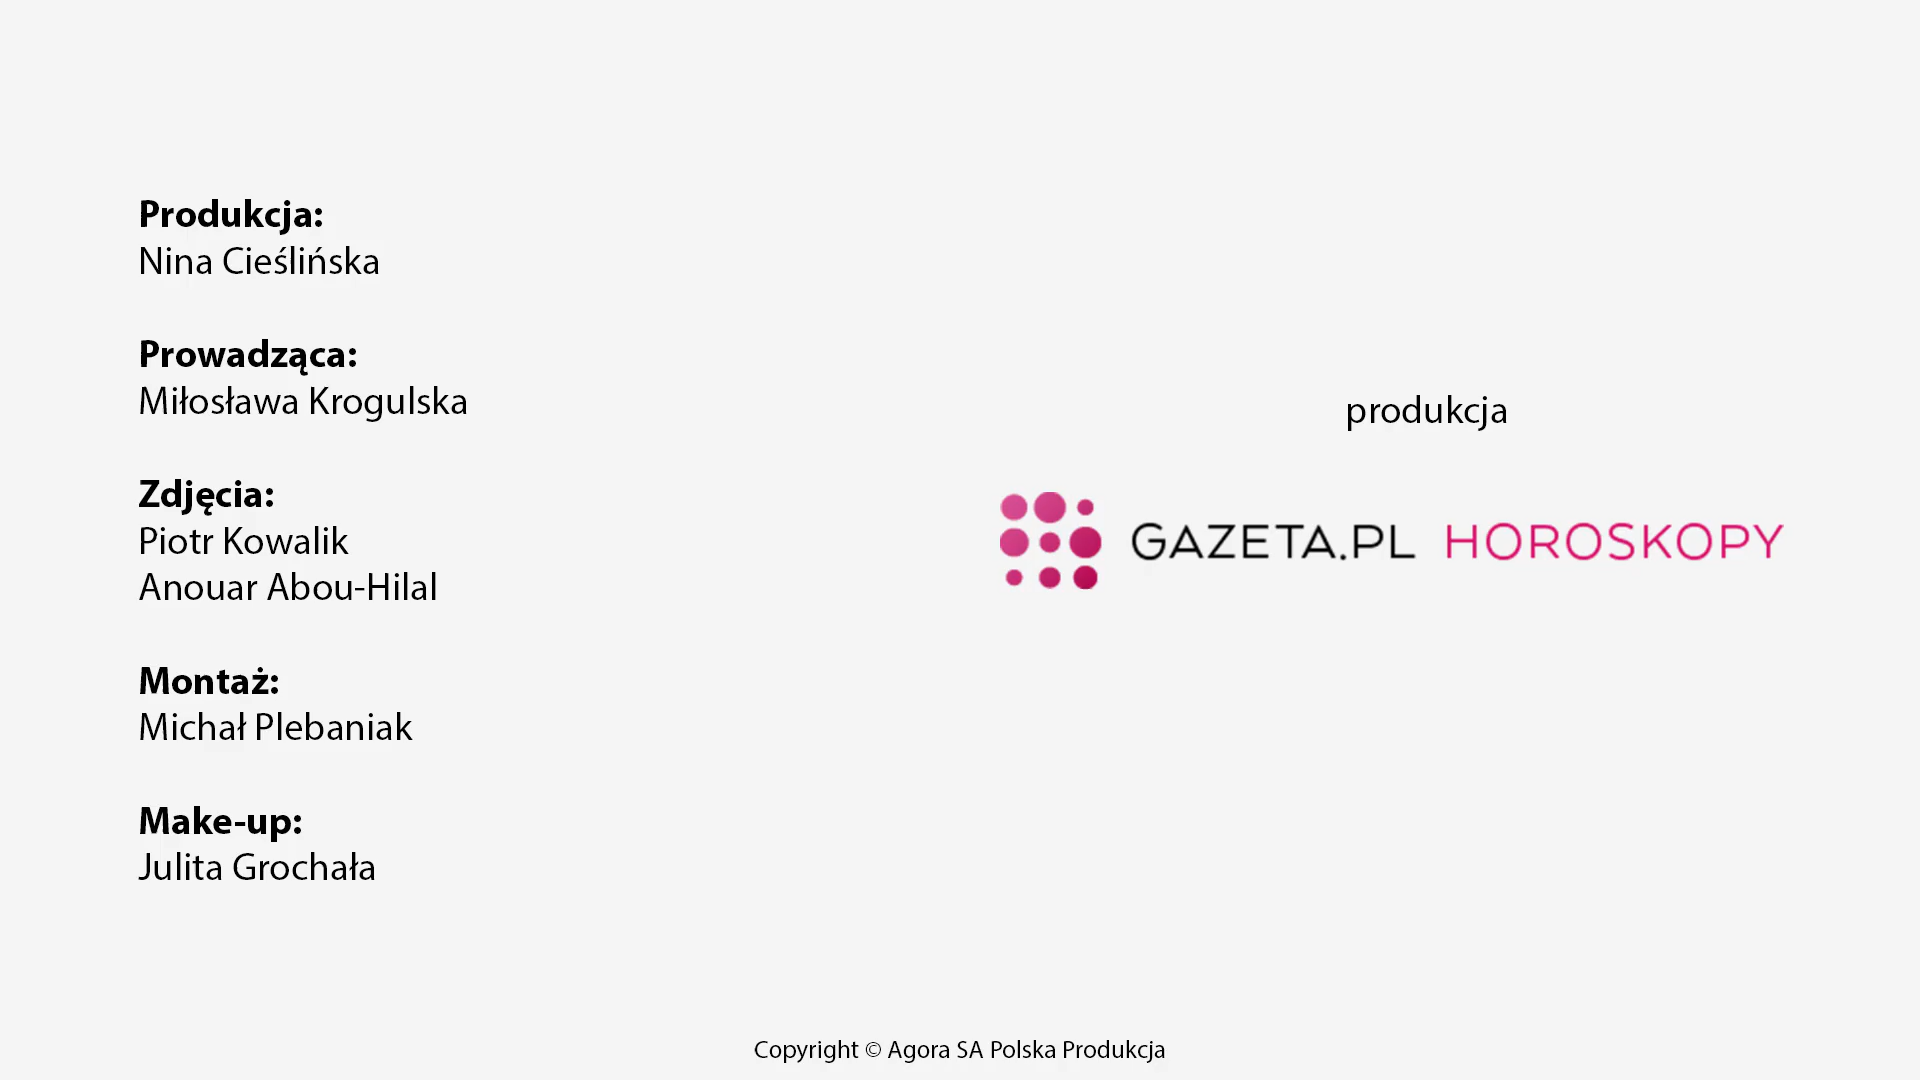 Produkcja:
Nina Cieślińska
Prowadząca:
Miłosława Krogulska
Zdjęcia:
Piotr Kowalik
Anouar Abou-Hilal
Montaż:
Michał Plebaniak
Make-up:
Julita Grochała
produkcja
GAZETA.PL HOROSKOPY
Copyright © Agora SA Polska Produkcja